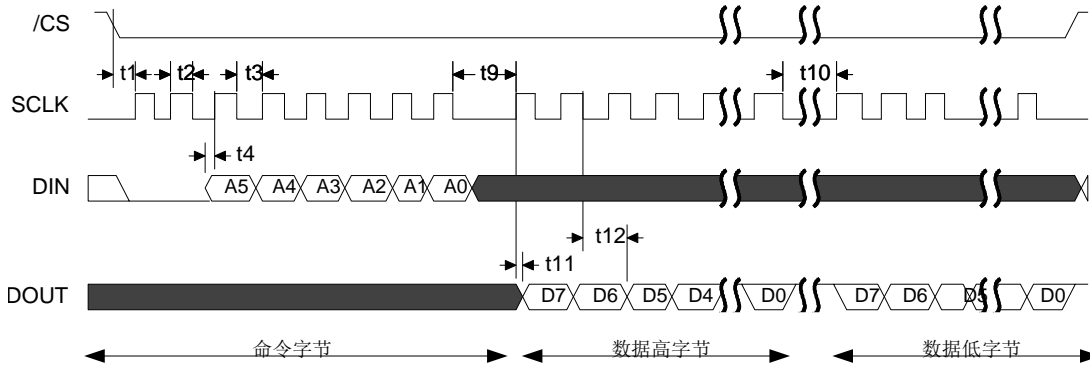 /CS
t1 t2 t3 t9 t10
SCLK
t4
DIN A5 A4 A3 A2 A1 A0
t12
t11
DOUT D7 D6 D5 D4 D0 D7 D6 D5 D0
命令字节 数据高字节 数据低字节